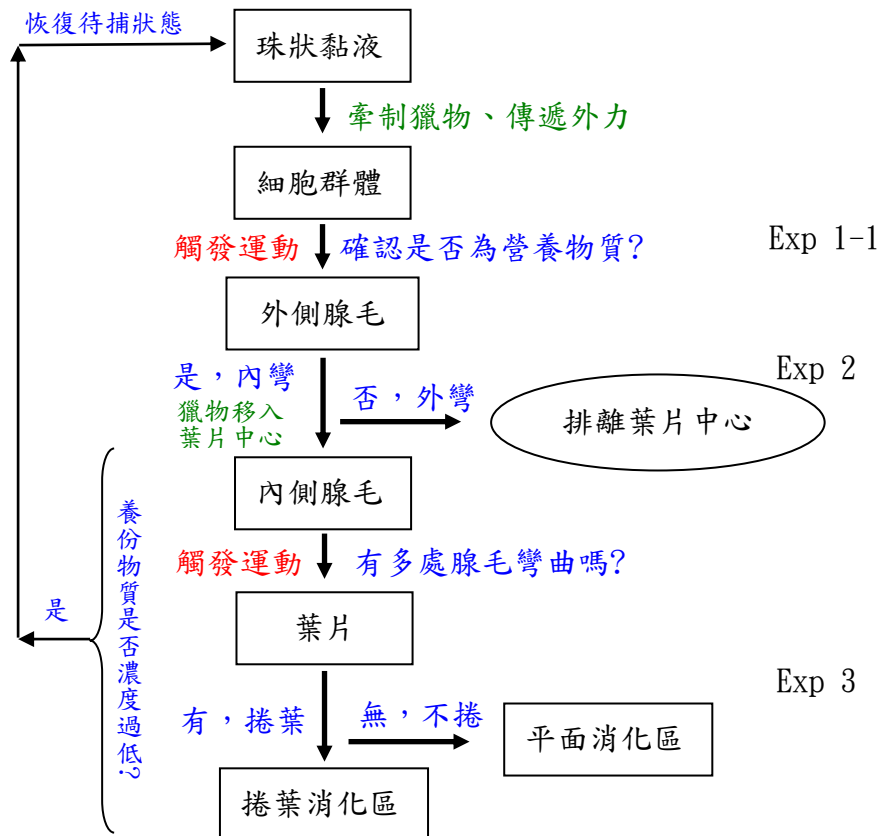 恢復待捕狀態
珠狀黏液
牽制獵物、傳遞外力
細胞群體
觸發運動 確認是否為營養物質?
Exp 1-1
外側腺毛
是，內彎
獵物移入
葉片中心
否，外彎
Exp 2
排離葉片中心
內側腺毛
養份物質是否濃度過低?
是
觸發運動 有多處腺毛彎曲嗎?
葉片
Exp 3
有，捲葉
無，不捲
平面消化區
捲葉消化區